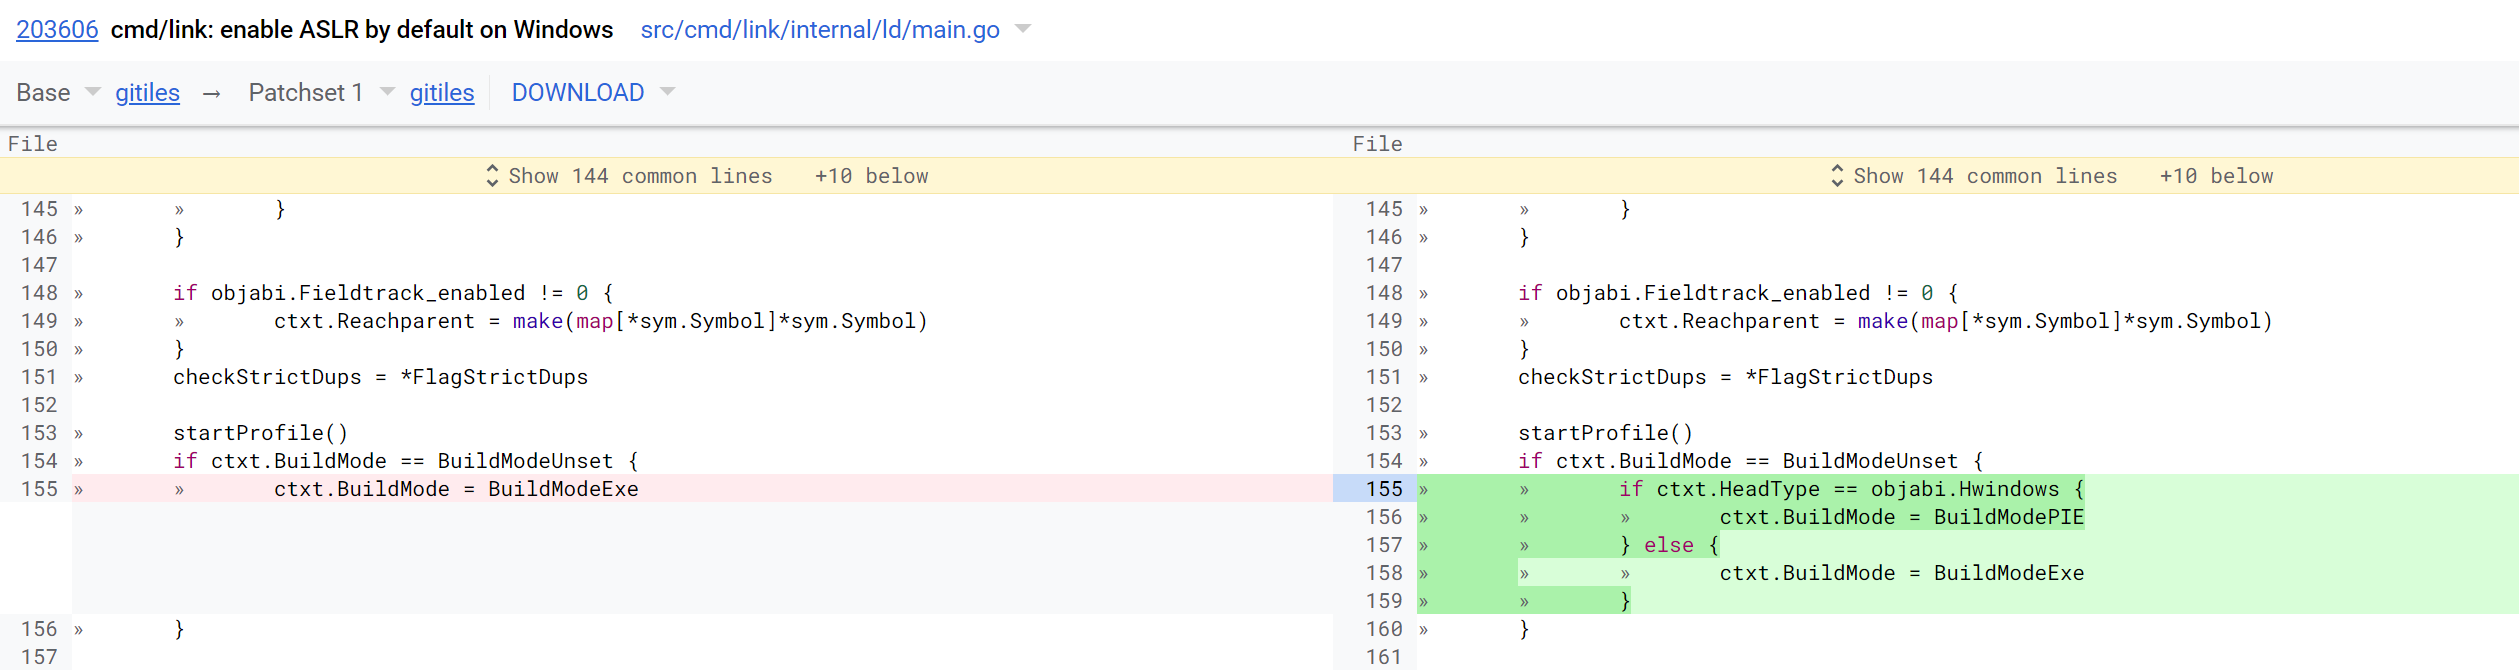 203606 cmd/link: enable ASLR by default on Windows src/cmd/link/internal/ld/main.go
Base gitiles → Patchset 1 gitiles DOWNLOAD
File
Show 144 common lines +10 below
145 » » }
146 » }
147
148 » if objabi.Fieldtrack_enabled != 0 {
149 » » ctxt.Reachparent = make(map[*sym.Symbol]*sym.Symbol)
150 » }
151 » checkStrictDups = *FlagStrictDups
152
153 » startProfile()
154 » if ctxt.BuildMode == BuildModeUnset {
155 » » ctxt.BuildMode = BuildModeExe
156 » }
157
File
Show 144 common lines +10 below
145 » » }
146 » }
147
148 » if objabi.Fieldtrack_enabled != 0 {
149 » » ctxt.Reachparent = make(map[*sym.Symbol]*sym.Symbol)
150 » }
151 » checkStrictDups = *FlagStrictDups
152
153 » startProfile()
154 » if ctxt.BuildMode == BuildModeUnset {
155 » » if ctxt.HeadType == objabi.Hwindows {
156 » » » ctxt.BuildMode = BuildModePIE
157 » » } else {
158 » » » ctxt.BuildMode = BuildModeExe
159 » » }
160 » }
161